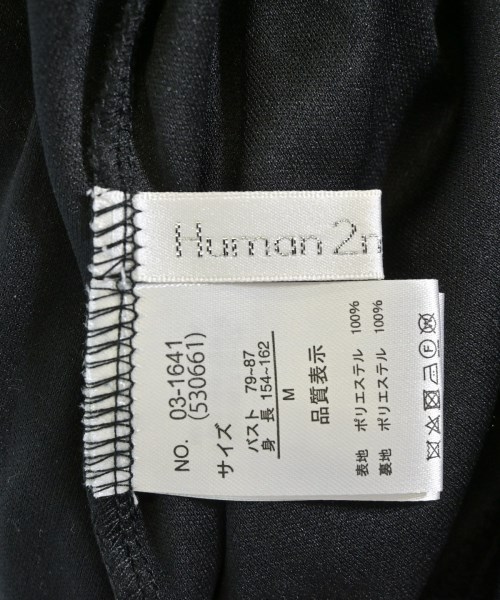 Human 2n
NO. 03-1641
(530661)
サイズ
バスト 79-87
身長 154-162
M
品質表示
表地 ポリエステル 100%
裏地 ポリエステル 100%